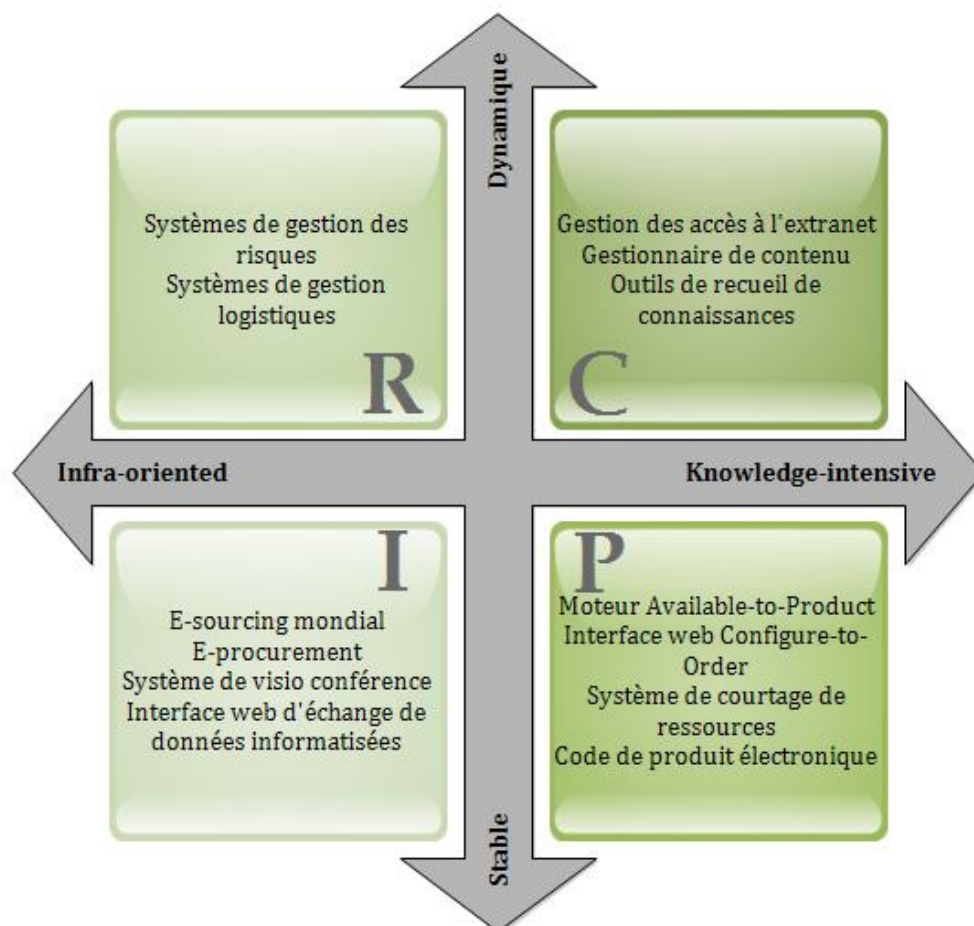 Dynamique
Systèmes de gestion des
risques
Systèmes de gestion
logistiques
R
Gestion des accès à l'extranet
Gestionnaire de contenu
Outils de recueil de
connaissances
C
Infra-oriented
Knowledge-intensive
I
E-sourcing mondial
E-procurement
Système de visio conférence
Interface web d'échange de
données informatisées
P
Moteur Available-to-Product
Interface web Configure-to-
Order
Système de courtage de
ressources
Code de produit électronique
Stable